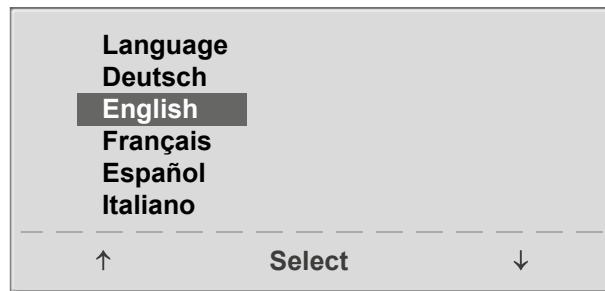 Language
Deutsch
English
Français
Español
Italiano
↑ Select ↓